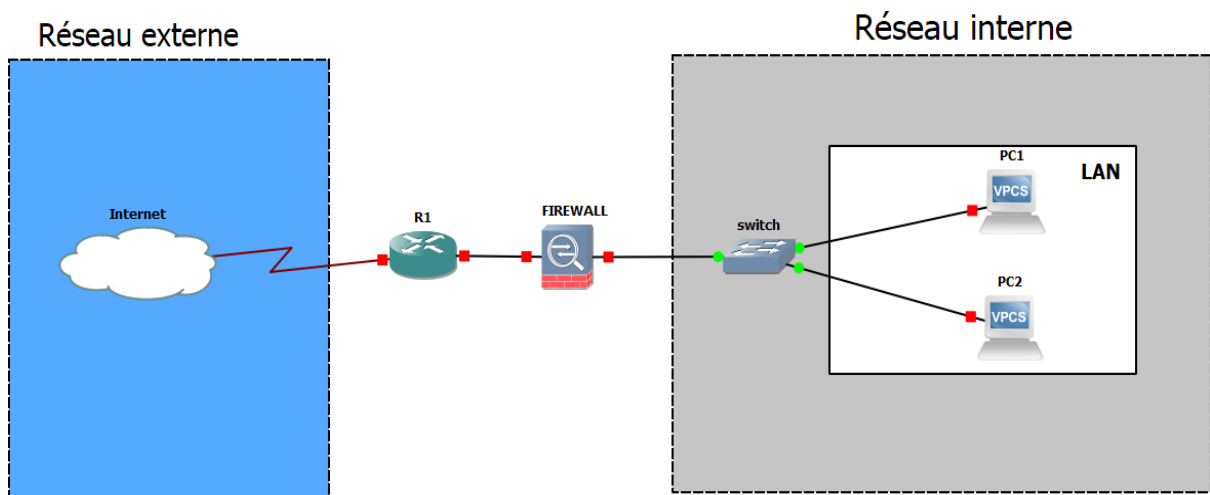 Réseau externe
Réseau interne
Internet
R1
FIREWALL
switch
LAN
PC1
VPCS
PC2
VPCS